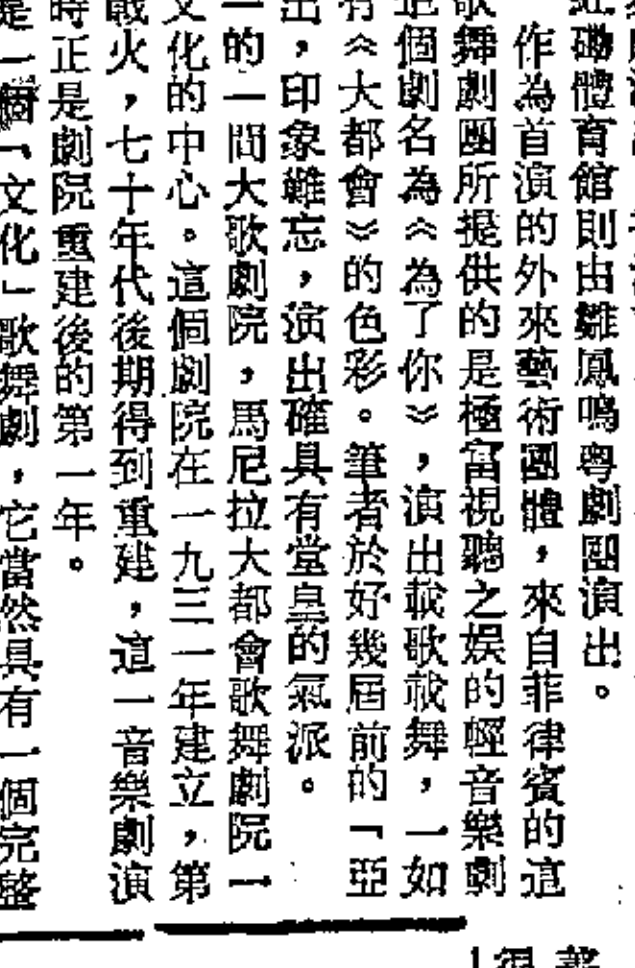 紅磡體育館則由雛鳳鳴粵劇團演出。
作為首演的外來藝術團體，來自菲律賓的這
歌舞劇團所提供的是極富視聽之娛的輕音樂劇
個劇名為《為了你》，演出載歌載舞，一如
有《大都會》的色彩。筆者於好幾屆前的「亞
出，印象難忘，演出確具有堂皇的氣派。
一的一間大歌劇院，馬尼拉大都會歌舞劇院一
文化的中心。這個劇院在一九三一年建立，第
戰火，七十年代後期得到重建，這一音樂劇演
時正是劇院重建後的第一年。
是一個「文化」歌舞劇，它當然具有一個完整